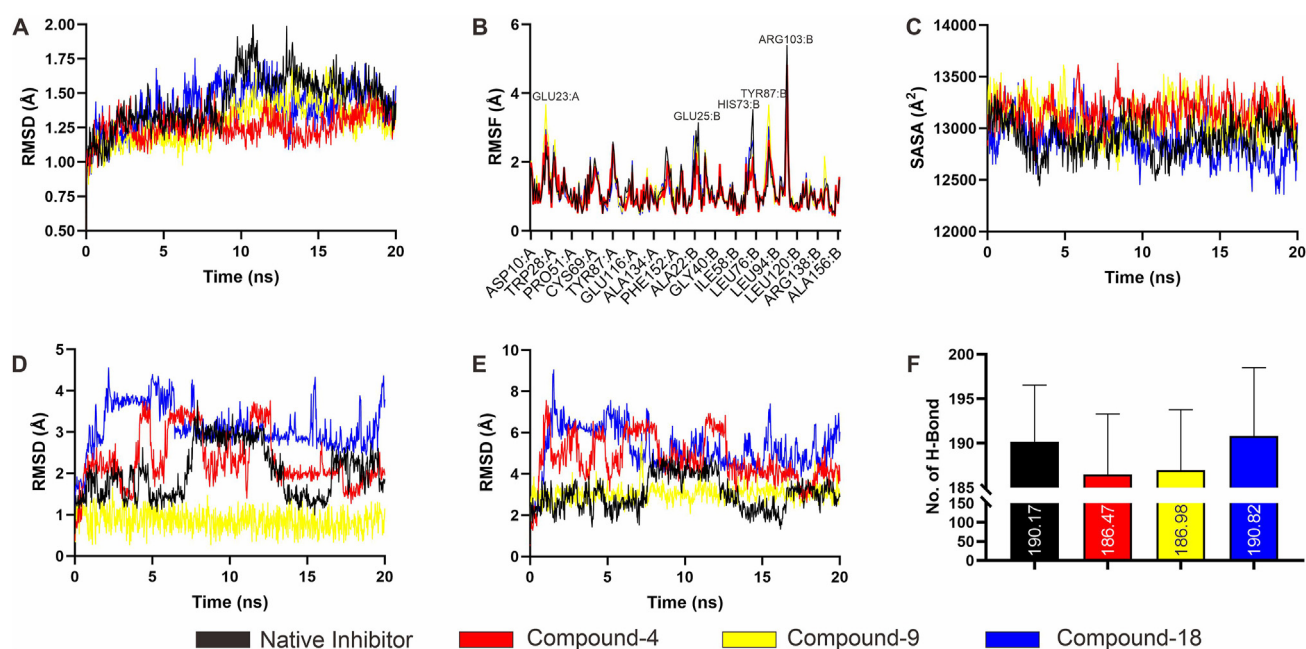 A
RMSD (Å)
2.00
1.75
1.50
1.25
1.00
0.75
0.50
0
5
10
15
20
Time (ns)
B
RMSF (Å)
6
4
2
0
GLU23:A
GLU25:B
HIS73:B
TYR87:B
ARG103:B
ASP10:A
TRP28:A
PRO51:A
CYS69:A
TYR87:A
GLU116:A
ALA134:A
PHE152:A
ALA22:B
GLY40:B
ILE58:B
LEU76:B
LEU94:B
LEU120:B
ARG138:B
ALA156:B
C
SASA (Å²)
14000
13500
13000
12500
12000
0
5
10
15
20
Time (ns)
D
RMSD (Å)
5
4
3
2
1
0
0
5
10
15
20
Time (ns)
E
RMSD (Å)
10
8
6
4
2
0
0
5
10
15
20
Time (ns)
F
No. of H-Bond
200
195
190
185
150
100
50
0
190.17
186.47
186.98
190.82
Native Inhibitor
Compound-4
Compound-9
Compound-18